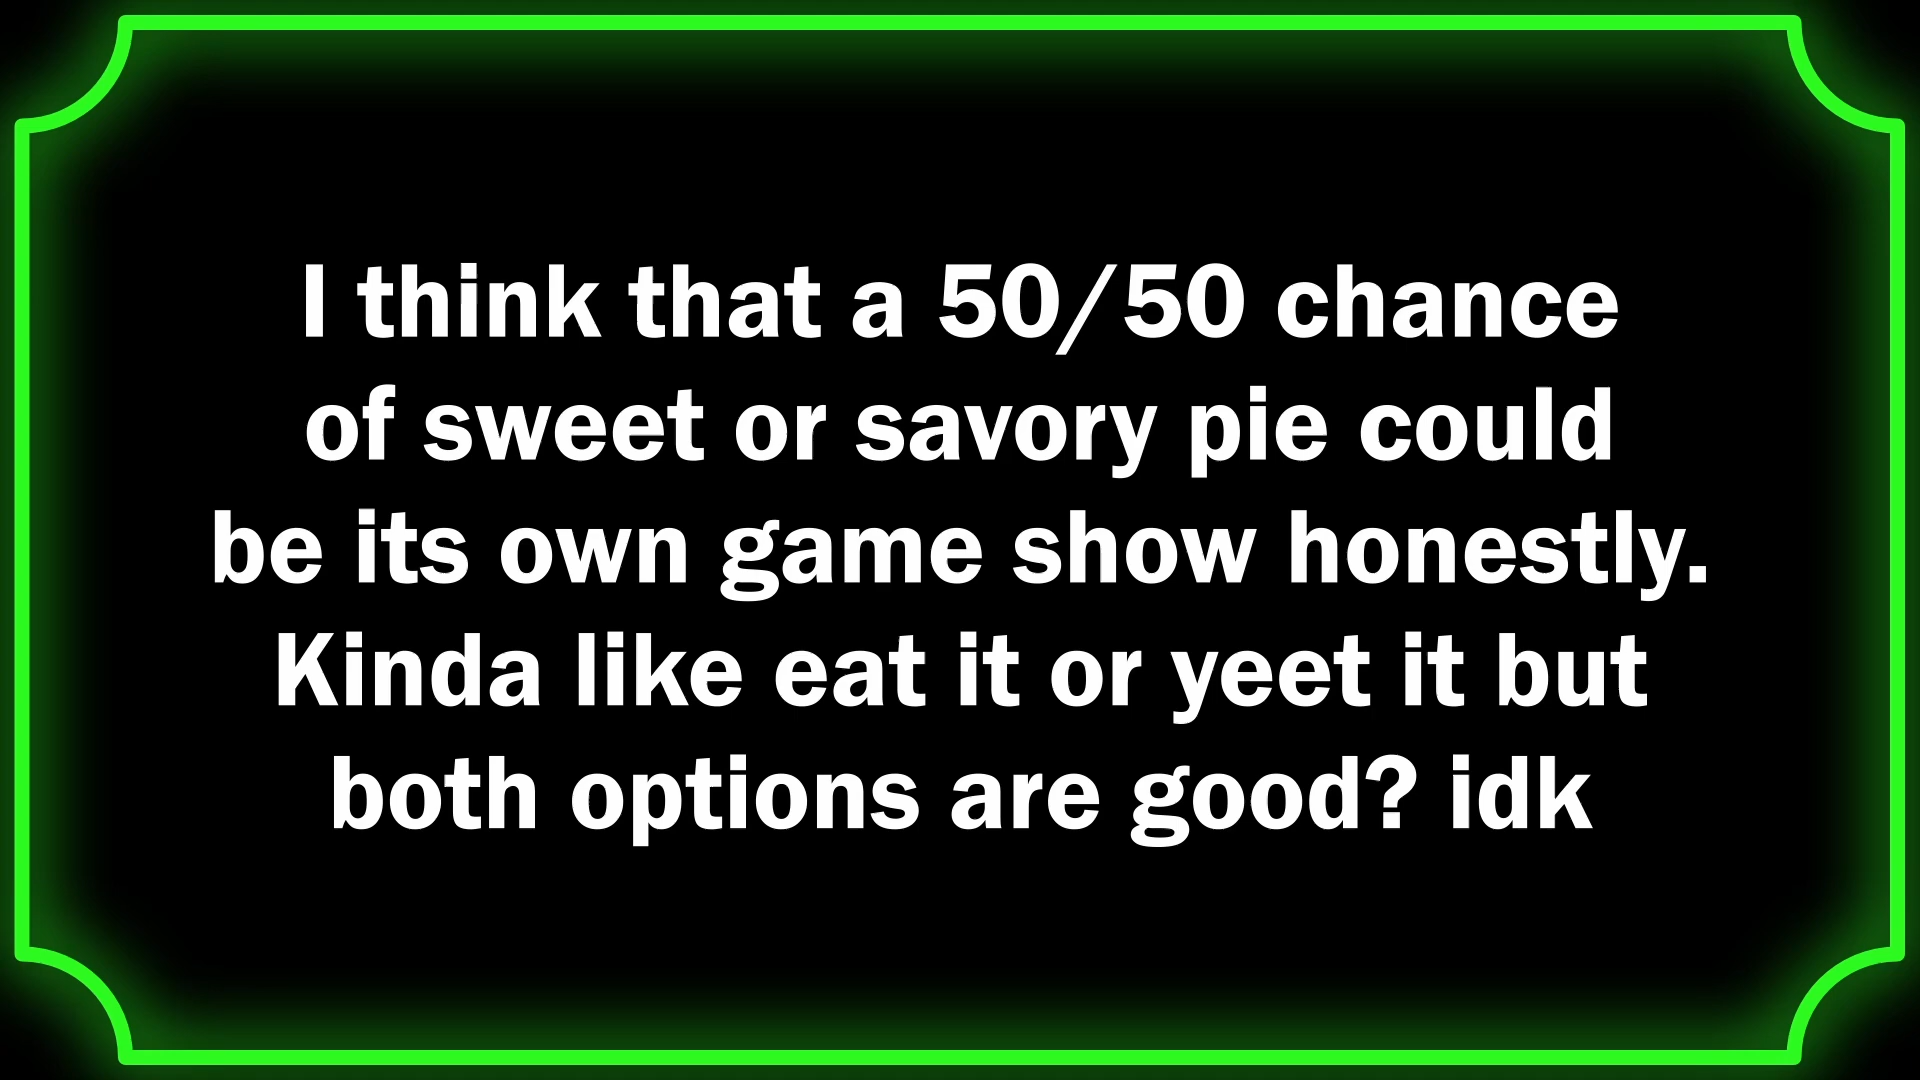 I think that a 50/50 chance
of sweet or savory pie could
be its own game show honestly.
Kinda like eat it or yeet it but
both options are good? idk